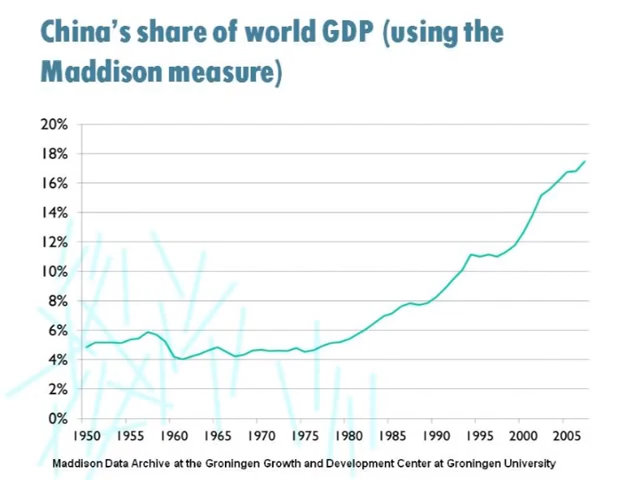 China's share of world GDP (using the
Maddison measure)
20%
18%
16%
14%
12%
10%
8%
6%
4%
2%
0%
1950 1955 1960 1965 1970 1975 1980 1985 1990 1995 2000 2005
Maddison Data Archive at the Groningen Growth and Development Center at Groningen University